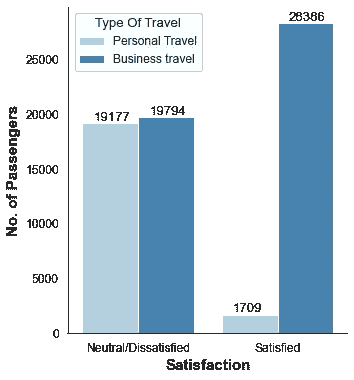 28386
Type Of Travel
Personal Travel
Business travel
25000
20000
19177
19794
15000
10000
5000
1709
0
No. of Passengers
Neutral/Dissatisfied
Satisfied
Satisfaction